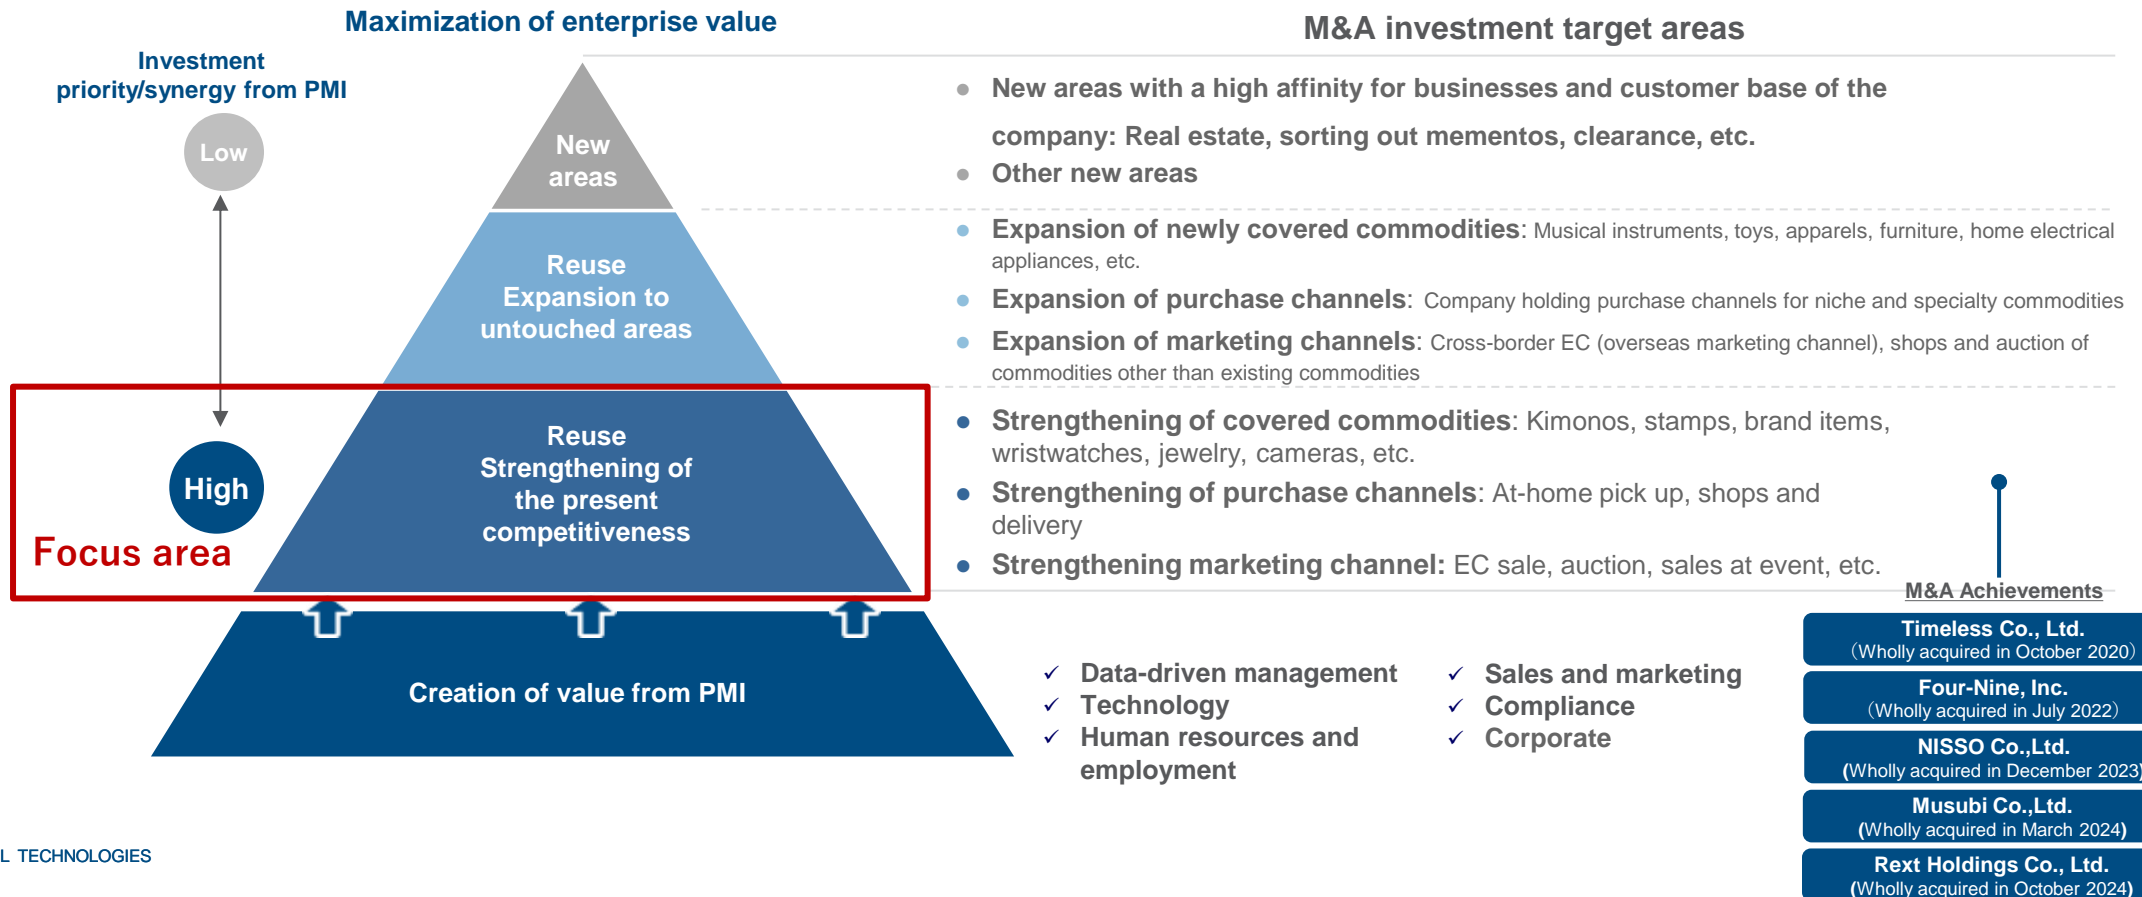 Maximization of enterprise value
M&A investment target areas
Investment
priority/synergy from PMI
Low
High
Focus area
New
areas
Reuse
Expansion to
untouched areas
Reuse
Strengthening of
the present
competitiveness
Creation of value from PMI
● New areas with a high affinity for businesses and customer base of the
company: Real estate, sorting out mementos, clearance, etc.
● Other new areas
● Expansion of newly covered commodities: Musical instruments, toys, apparels, furniture, home electrical
appliances, etc.
● Expansion of purchase channels: Company holding purchase channels for niche and specialty commodities
● Expansion of marketing channels: Cross-border EC (overseas marketing channel), shops and auction of
commodities other than existing commodities
● Strengthening of covered commodities: Kimonos, stamps, brand items,
wristwatches, jewelry, cameras, etc.
● Strengthening of purchase channels: At-home pick up, shops and
delivery
● Strengthening marketing channel: EC sale, auction, sales at event, etc.
✓ Data-driven management
✓ Technology
✓ Human resources and
employment
✓ Sales and marketing
✓ Compliance
✓ Corporate
M&A Achievements
Timeless Co., Ltd.
（Wholly acquired in October 2020）
Four-Nine, Inc.
（Wholly acquired in July 2022）
NISSO Co.,Ltd.
(Wholly acquired in December 2023)
Musubi Co.,Ltd.
(Wholly acquired in March 2024)
Rext Holdings Co., Ltd.
(Wholly acquired in October 2024)
L TECHNOLOGIES